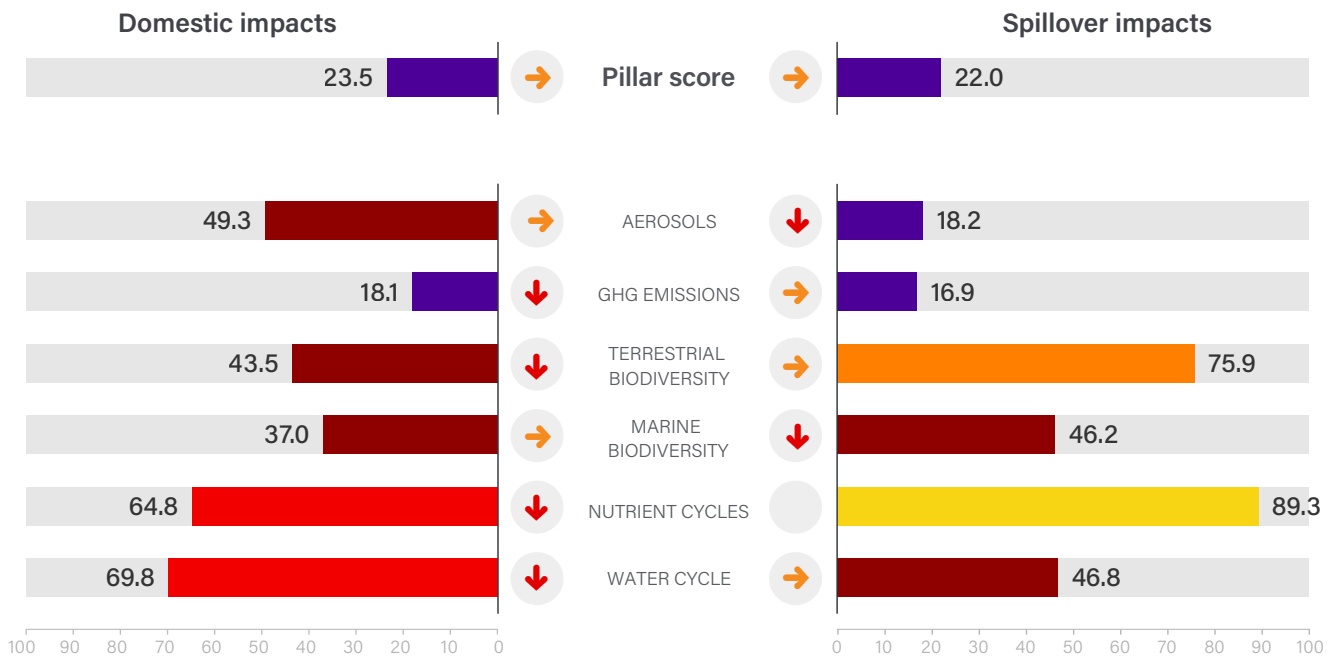 Domestic impacts
Spillover impacts
23.5
Pillar score
22.0
49.3
AEROSOLS
18.2
18.1
GHG EMISSIONS
16.9
43.5
TERRESTRIAL
BIODIVERSITY
75.9
37.0
MARINE
BIODIVERSITY
46.2
64.8
NUTRIENT CYCLES
89.3
69.8
WATER CYCLE
46.8
100 90 80 70 60 50 40 30 20 10 0
0 10 20 30 40 50 60 70 80 90 100